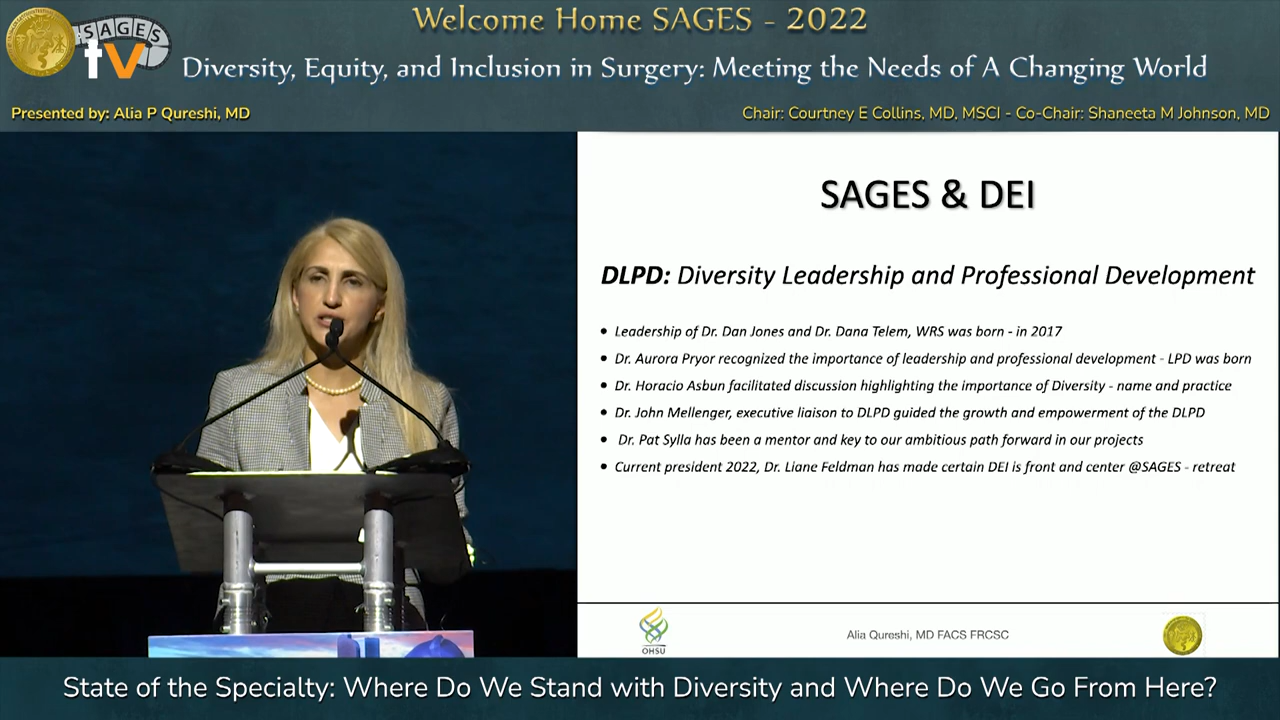 Welcome Home SAGES - 2022
SAGES
tv
Diversity, Equity, and Inclusion in Surgery: Meeting the Needs of A Changing World
Presented by: Alia P Qureshi, MD
Chair: Courtney E Collins, MD, MSCI - Co-Chair: Shaneeta M Johnson, MD
SAGES & DEI
DLPD: Diversity Leadership and Professional Development
• Leadership of Dr. Dan Jones and Dr. Dana Telem, WRS was born - in 2017
• Dr. Aurora Pryor recognized the importance of leadership and professional development - LPD was born
• Dr. Horacio Asbun facilitated discussion highlighting the importance of Diversity - name and practice
• Dr. John Mellenger, executive liaison to DLPD guided the growth and empowerment of the DLPD
• Dr. Pat Sylla has been a mentor and key to our ambitious path forward in our projects
• Current president 2022, Dr. Liane Feldman has made certain DEI is front and center @SAGES - retreat
OHSU
Alia Qureshi, MD FACS FRCSC
State of the Specialty: Where Do We Stand with Diversity and Where Do We Go From Here?